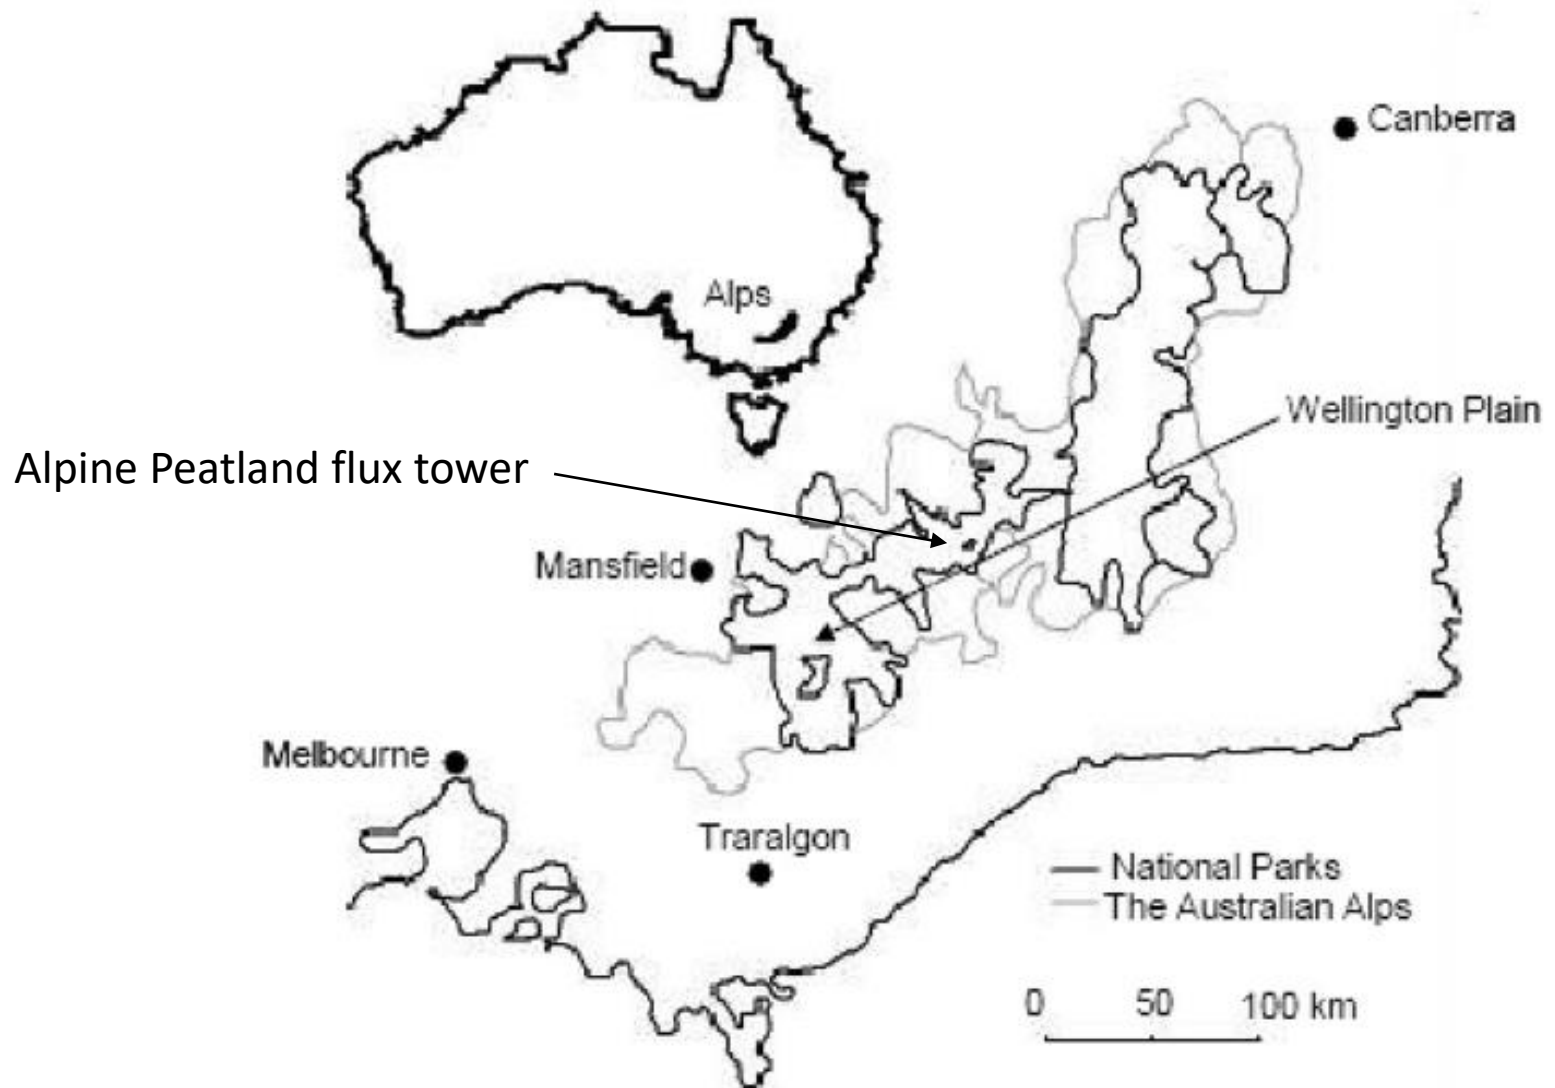 Canberra
Alps
Wellington Plain
Alpine Peatland flux tower
Mansfield
Melbourne
Traralgon
National Parks
The Australian Alps
0 50 100 km